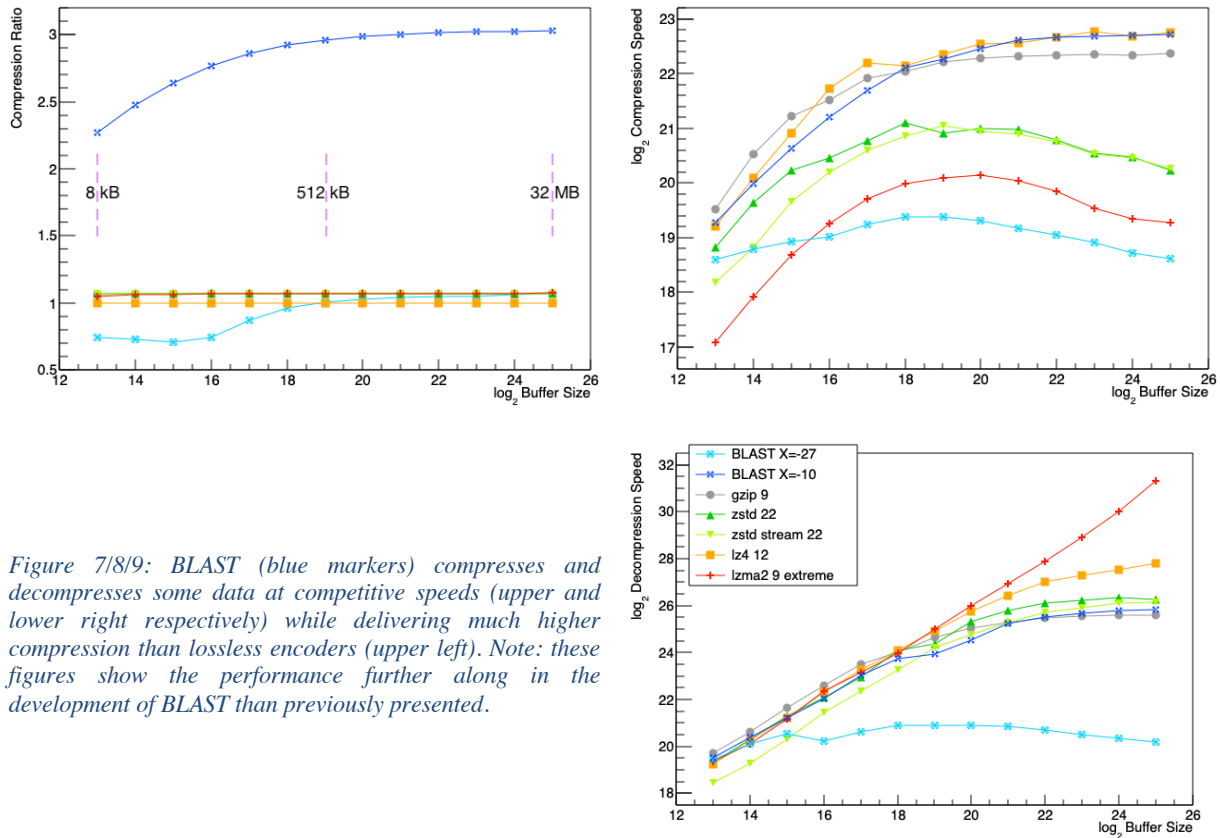 Compression Ratio
3
2.5
2
1.5
1
0.5
8 kB
512 kB
32 MB
12 14 16 18 20 22 24 26
log2 Buffer Size
log2 Compression Speed
23
22
21
20
19
18
17
12 14 16 18 20 22 24 26
log2 Buffer Size
Figure 7/8/9: BLAST (blue markers) compresses and
decompresses some data at competitive speeds (upper and
lower right respectively) while delivering much higher
compression than lossless encoders (upper left). Note: these
figures show the performance further along in the
development of BLAST than previously presented.
log2 Decompression Speed
32
30
28
26
24
22
20
18
BLAST X=-27
BLAST X=-10
gzip 9
zstd 22
zstd stream 22
lz4 12
lzma2 9 extreme
12 14 16 18 20 22 24 26
log2 Buffer Size